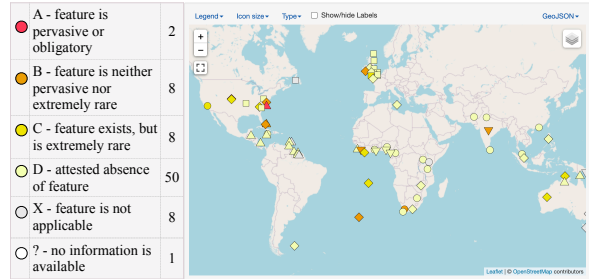 A - feature is
pervasive or
obligatory
2
B - feature is neither
pervasive nor
extremely rare
8
C - feature exists, but
is extremely rare
8
D - attested absence
of feature
50
X - feature is not
applicable
8
? - no information is
available
1
Legend Icon size Type Show/hide Labels GeoJSON
+
−
Leaflet | © OpenStreetMap contributors